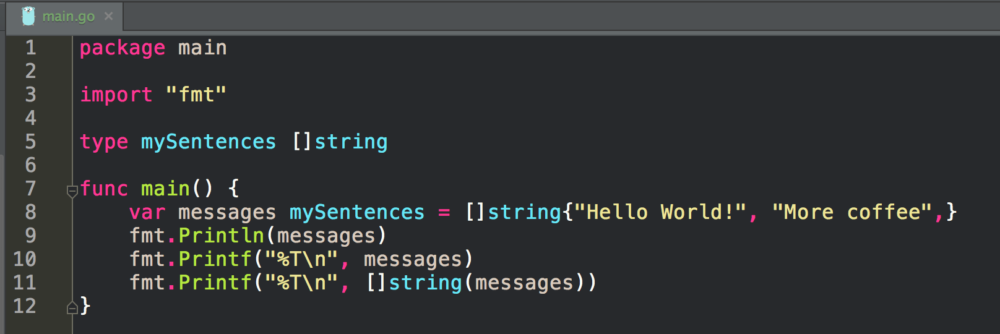 main.go ×
1 package main
2
3 import "fmt"
4
5 type mySentences []string
6
7 func main() {
8     var messages mySentences = []string{"Hello World!", "More coffee",}
9     fmt.Println(messages)
10     fmt.Printf("%T\n", messages)
11     fmt.Printf("%T\n", []string(messages))
12 }